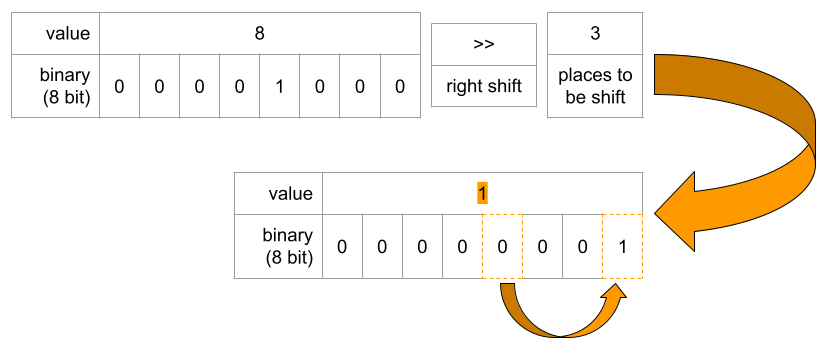 value 8 >> 3
binary
(8 bit) 0 0 0 0 1 0 0 0 right shift places to
be shift
value 1
binary
(8 bit) 0 0 0 0 0 0 0 1